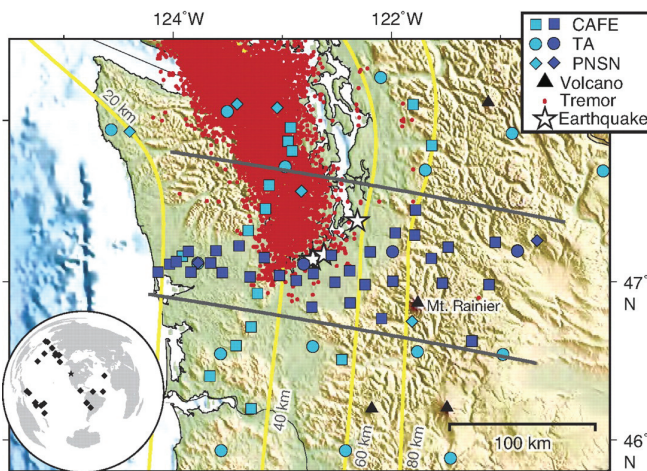 124°W
122°W
CAFE
TA
PNSN
Volcano
Tremor
Earthquake
20 km
47°
N
Mt. Rainier
40 km
60 km
80 km
100 km
46°
N